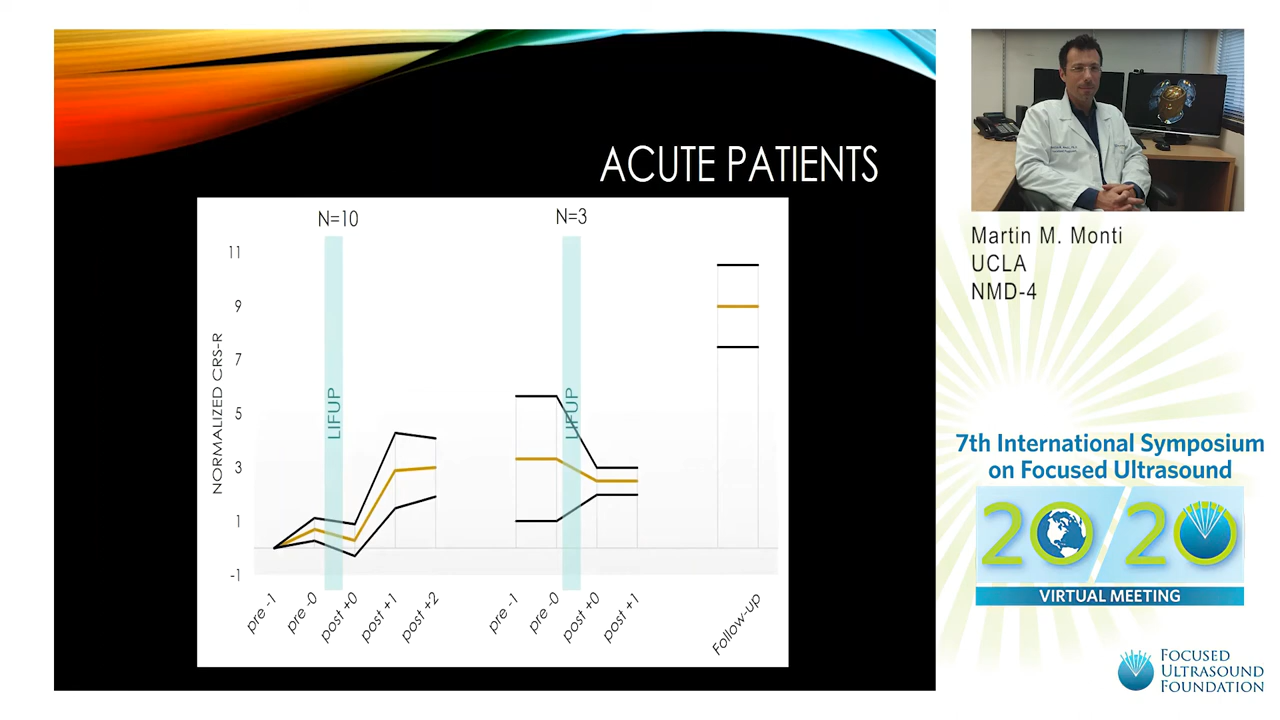 ACUTE PATIENTS
N=10
N=3
11
9
7
5
3
1
-1
NORMALIZED CRS-R
LIFUP
LIFUP
pre -1
pre -0
post +0
post +1
post +2
pre -1
pre -0
post +0
post +1
Follow-up
Martin M. Monti
UCLA
NMD-4
7th International Symposium
on Focused Ultrasound
20/20
VIRTUAL MEETING
FOCUSED
ULTRASOUND
FOUNDATION